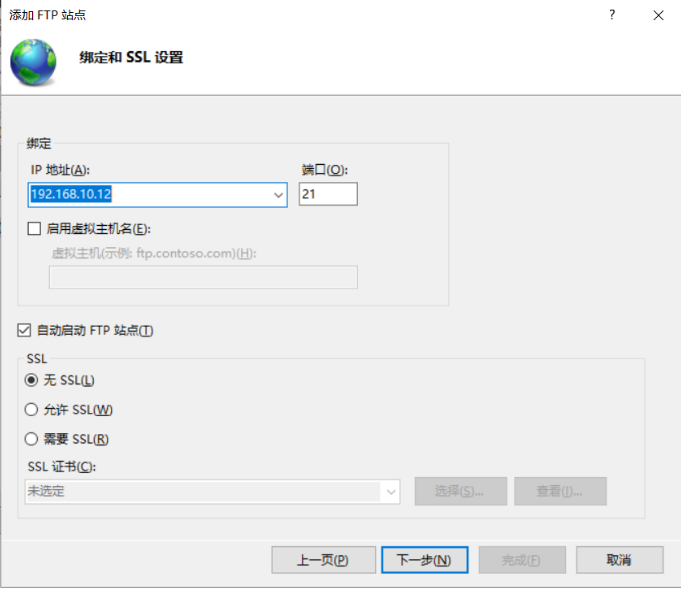 添加 FTP 站点
绑定和 SSL 设置
绑定
IP 地址(A): 端口(O):
192.168.10.12 21
启用虚拟主机名(E):
虚拟主机(示例: ftp.contoso.com)(H):
自动启动 FTP 站点(T)
SSL
无 SSL(L)
允许 SSL(W)
需要 SSL(R)
SSL 证书(C):
未选定 选择(S)... 查看(I)...
上一页(P) 下一步(N) 完成(F) 取消